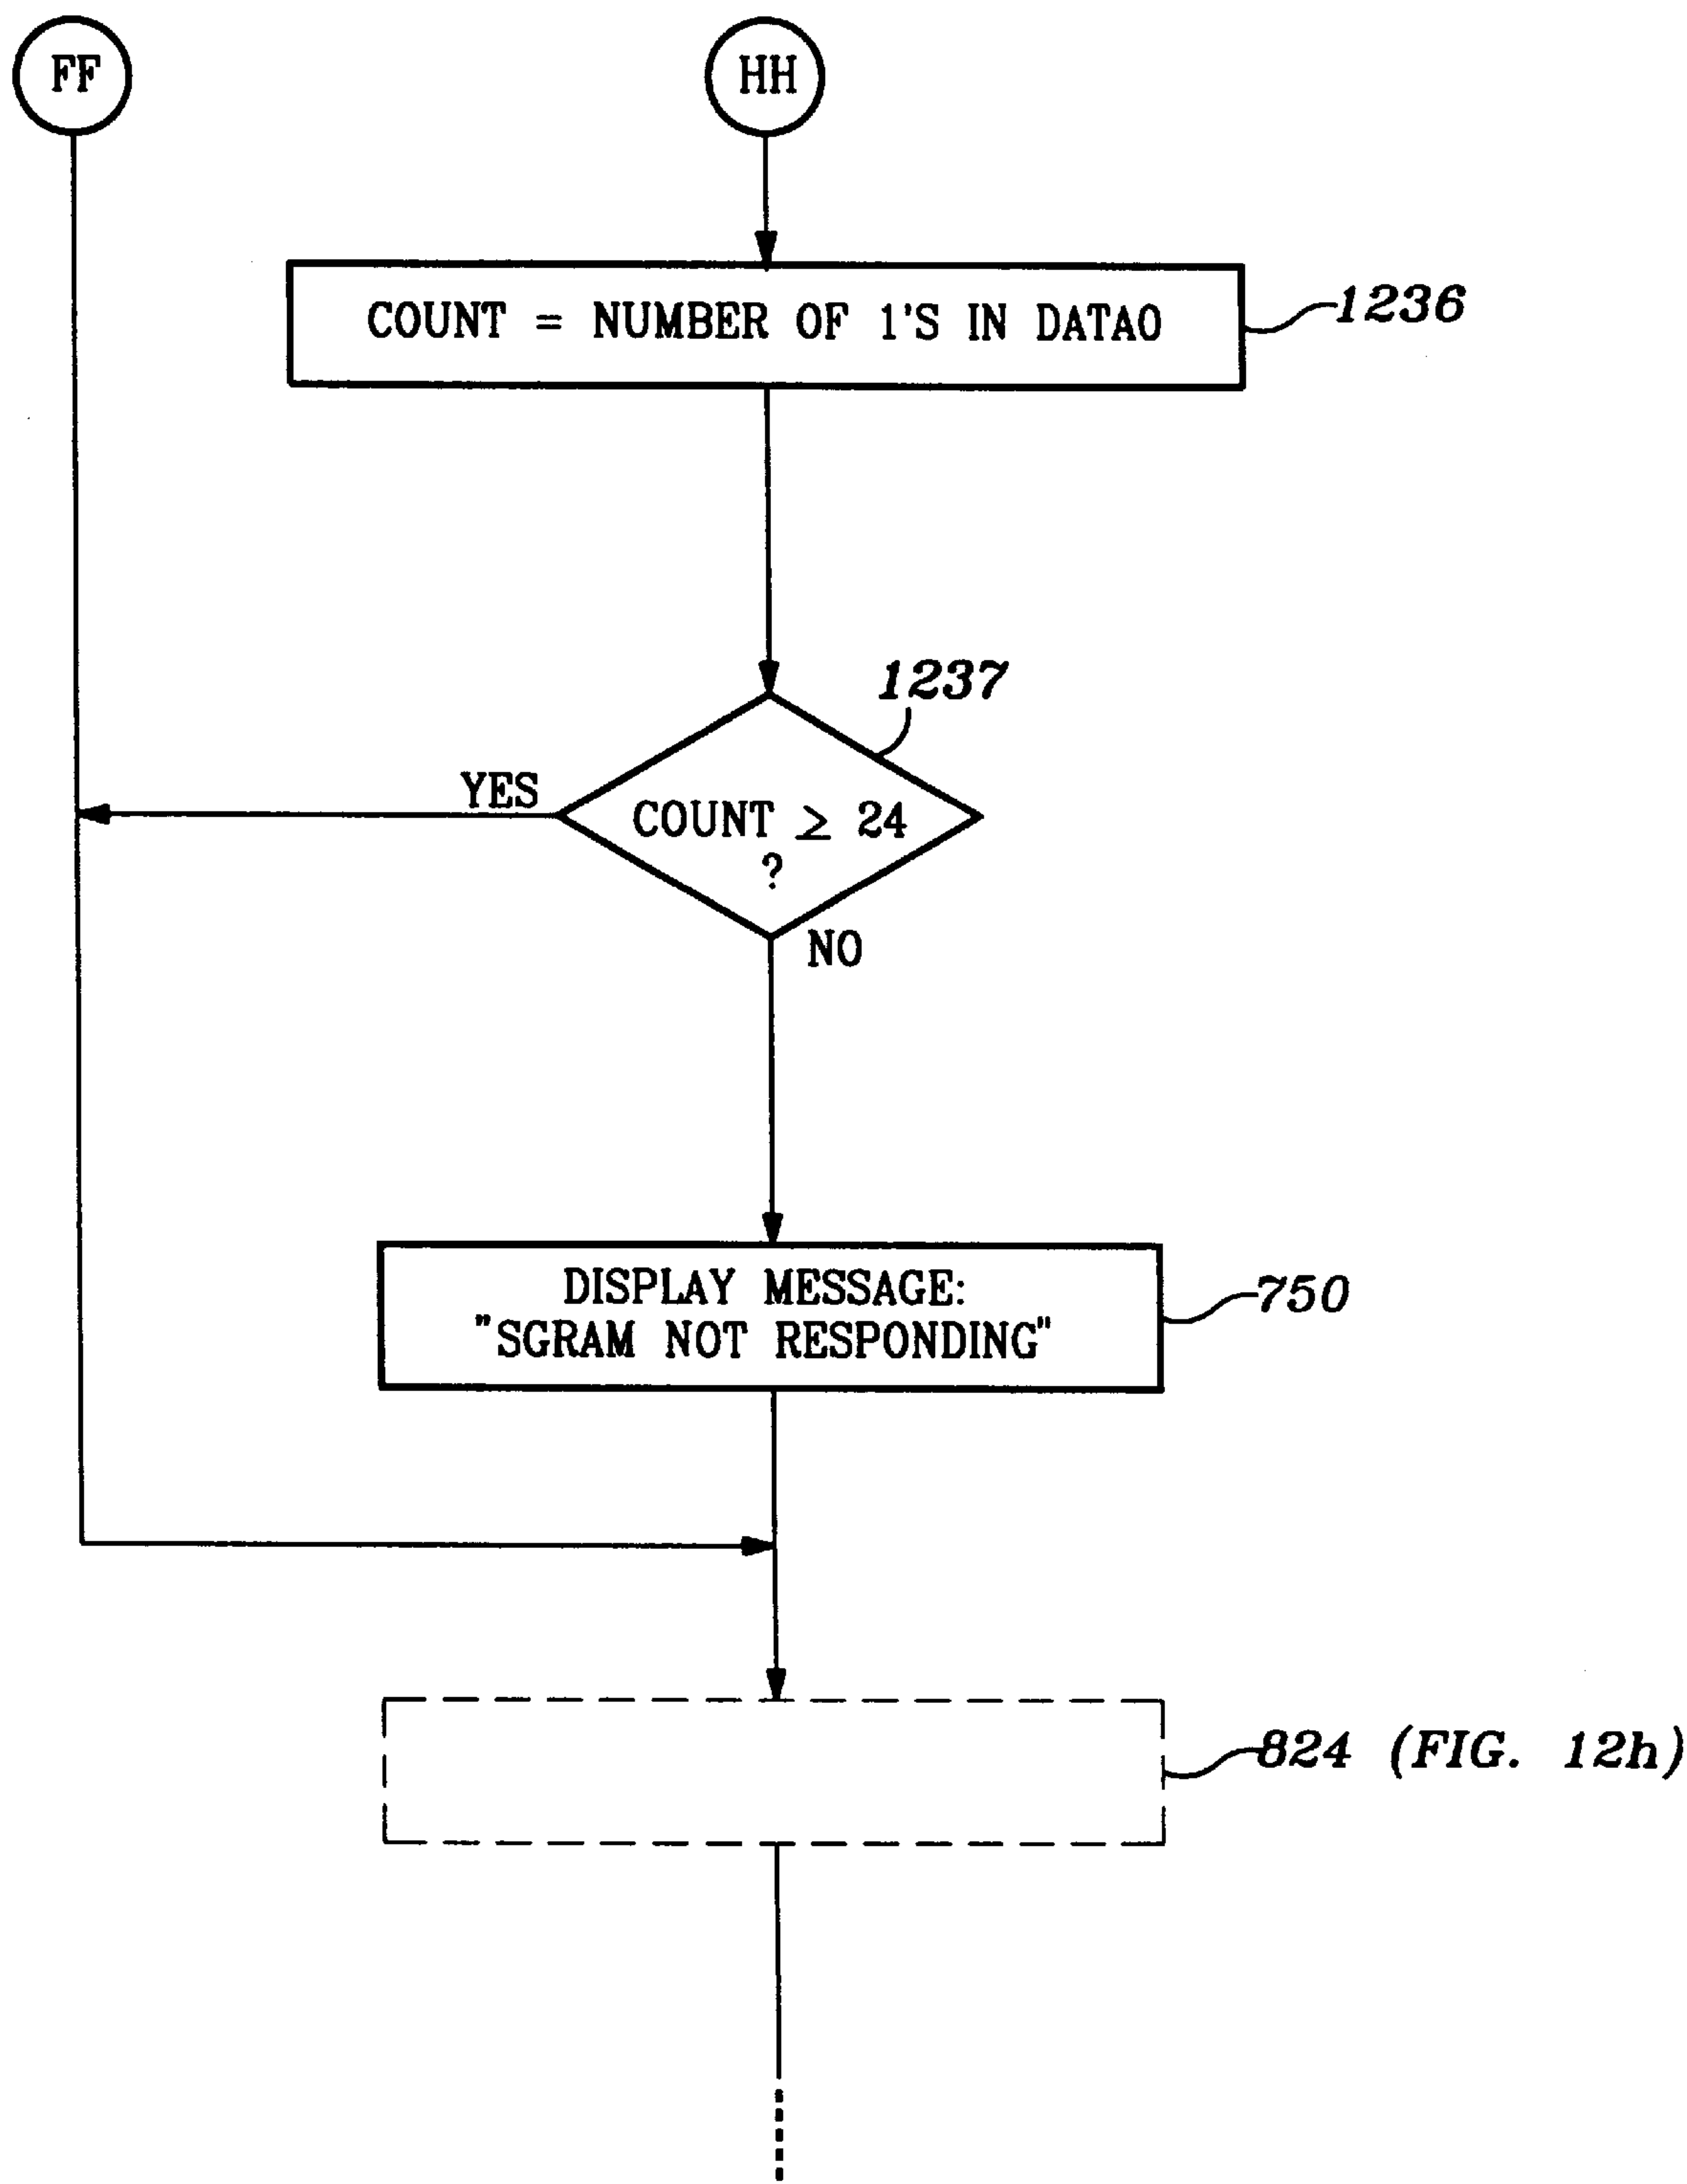 FF
HH
COUNT = NUMBER OF 1'S IN DATA0
1236
1237
YES
COUNT ≥ 24
?
NO
DISPLAY MESSAGE:
"SGRAM NOT RESPONDING"
750
824 (FIG. 12h)